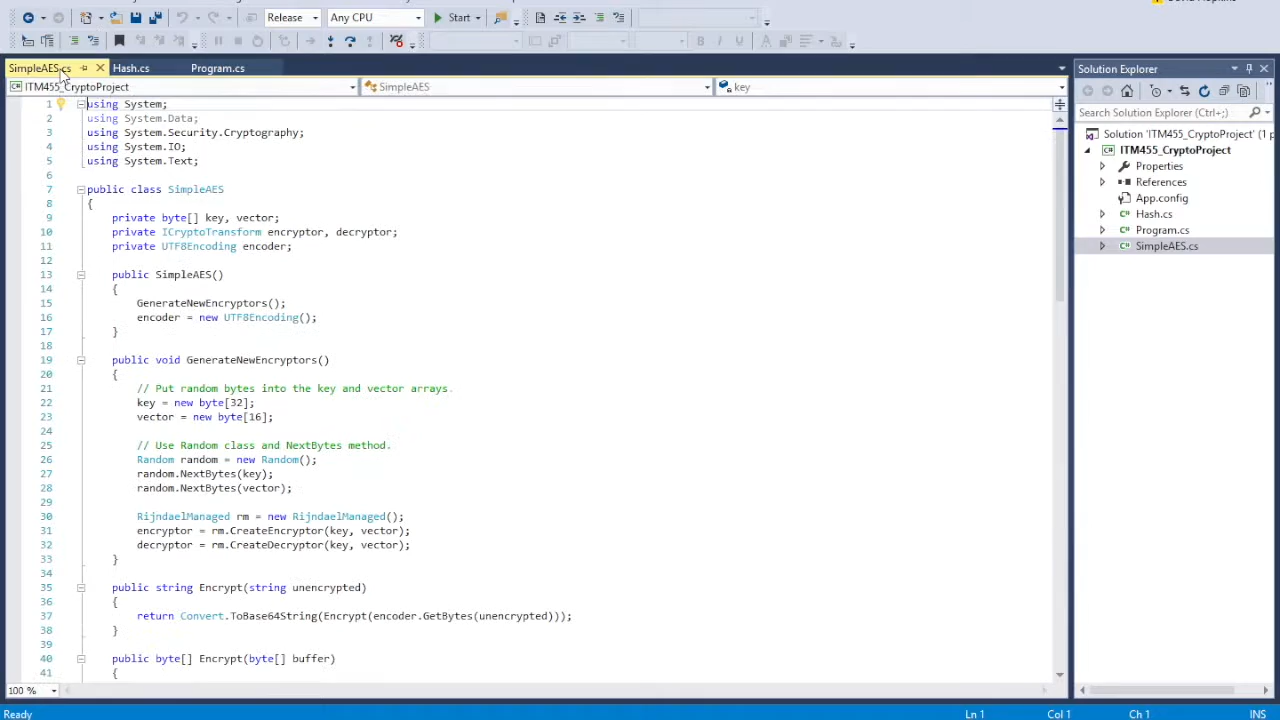 Release
Any CPU
Start
SimpleAES.cs
Hash.cs
Program.cs
ITM455_CryptoProject
SimpleAES
key
1 using System;
2 using System.Data;
3 using System.Security.Cryptography;
4 using System.IO;
5 using System.Text;
6
7 public class SimpleAES
8 {
9 private byte[] key, vector;
10 private ICryptoTransform encryptor, decryptor;
11 private UTF8Encoding encoder;
12
13 public SimpleAES()
14 {
15 GenerateNewEncryptors();
16 encoder = new UTF8Encoding();
17 }
18
19 public void GenerateNewEncryptors()
20 {
21 // Put random bytes into the key and vector arrays.
22 key = new byte[32];
23 vector = new byte[16];
24
25 // Use Random class and NextBytes method.
26 Random random = new Random();
27 random.NextBytes(key);
28 random.NextBytes(vector);
29
30 RijndaelManaged rm = new RijndaelManaged();
31 encryptor = rm.CreateEncryptor(key, vector);
32 decryptor = rm.CreateDecryptor(key, vector);
33 }
34
35 public string Encrypt(string unencrypted)
36 {
37 return Convert.ToBase64String(Encrypt(encoder.GetBytes(unencrypted)));
38 }
39
40 public byte[] Encrypt(byte[] buffer)
41 {
100 %
Solution Explorer
Search Solution Explorer (Ctrl+;)
Solution 'ITM455_CryptoProject' (1 p
ITM455_CryptoProject
Properties
References
App.config
Hash.cs
Program.cs
SimpleAES.cs
Ready
Ln 1
Col 1
Ch 1
INS